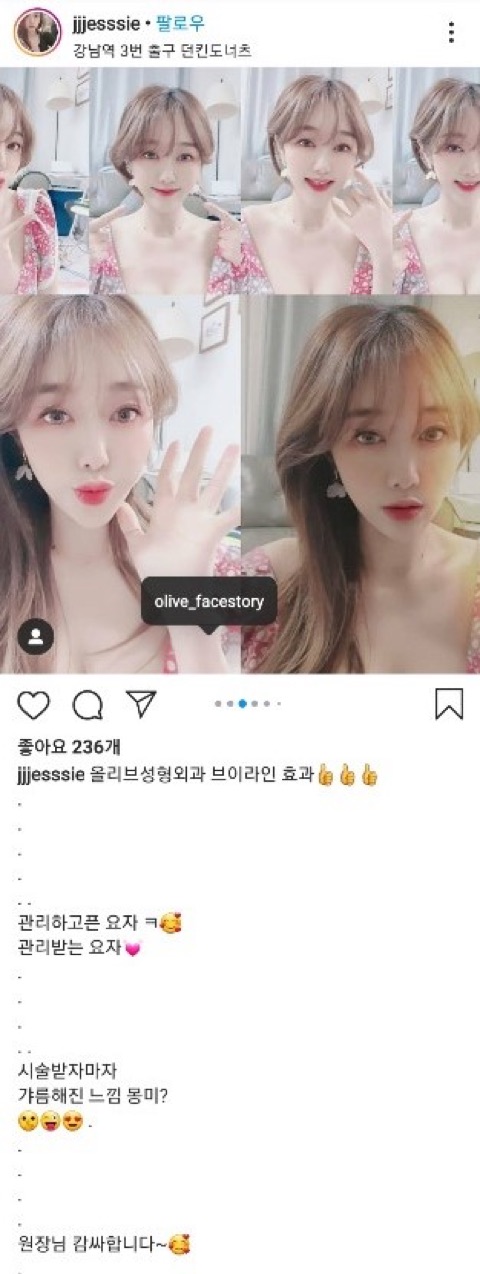 jjjesssie • 팔로우
강남역 3번 출구 던킨도너츠
olive_facestory
좋아요 236개
jjjesssie 올리브성형외과 브이라인 효과👍👍👍
.
.
.
.
. .
관리하고픈 요자 ㅋ🥰
관리받는 요자💓
.
.
.
. .
시술받자마자
갸름해진 느낌 몽미?
🤭😜😍 .
.
.
.
.
원장님 감싸합니다~🥰
.